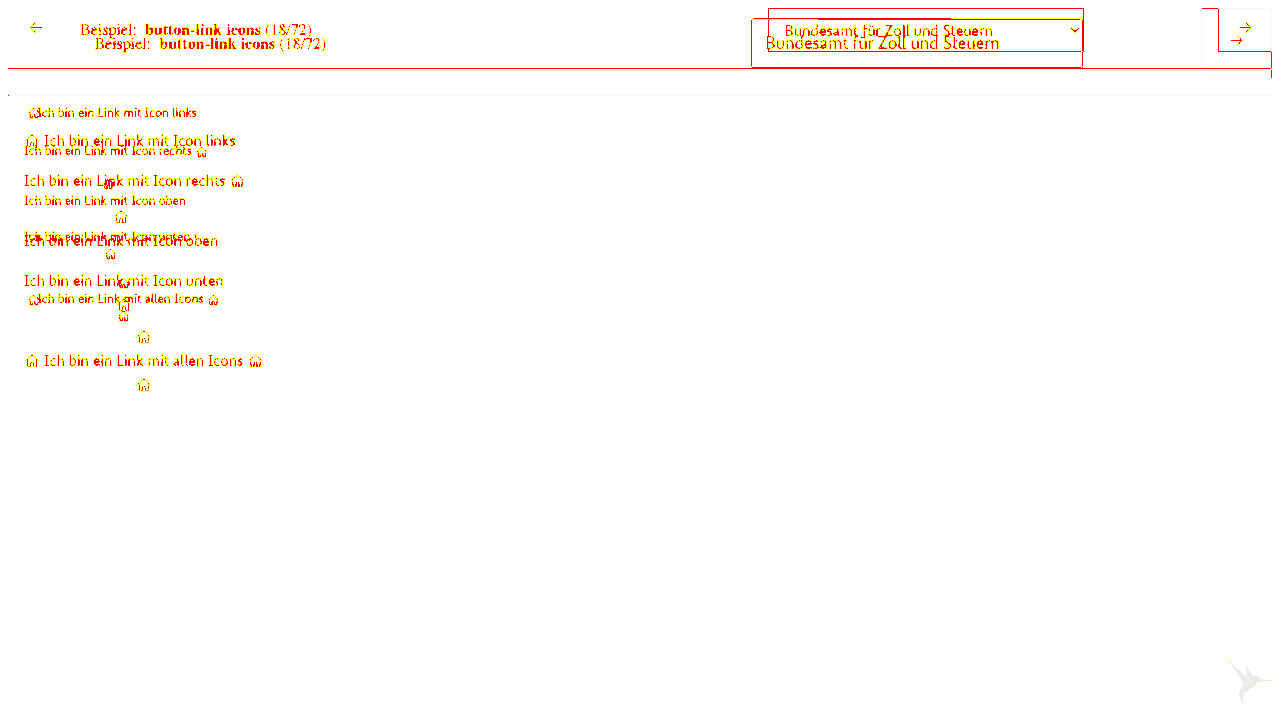 Beispiel: button-link icons (18/72)
Bundesamt für Zoll und Steuern
Beispiel: button-link icons (18/72)
Bundesamt für Zoll und Steuern
Ich bin ein Link mit Icon links
Ich bin ein Link mit Icon links
Ich bin ein Link mit Icon rechts
Ich bin ein Link mit Icon rechts
Ich bin ein Link mit Icon oben
Ich bin ein Link mit Icon unten
Ich bin ein Link mit Icon oben
Ich bin ein Link mit Icon unten
Ich bin ein Link mit allen Icons
Ich bin ein Link mit allen Icons